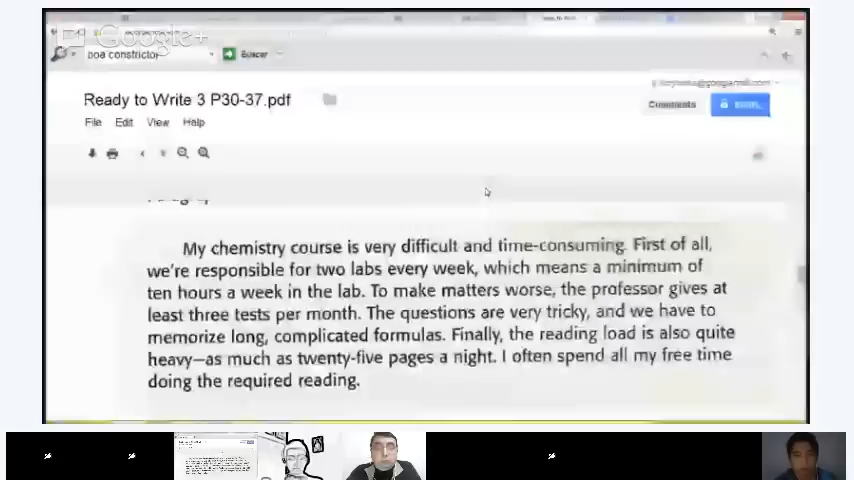 Google+
boa constrictor
Buscar
Ready to Write 3 P30-37.pdf
Comments
File Edit View Help
My chemistry course is very difficult and time-consuming. First of all,
we're responsible for two labs every week, which means a minimum of
ten hours a week in the lab. To make matters worse, the professor gives at
least three tests per month. The questions are very tricky, and we have to
memorize long, complicated formulas. Finally, the reading load is also quite
heavy—as much as twenty-five pages a night. I often spend all my free time
doing the required reading.